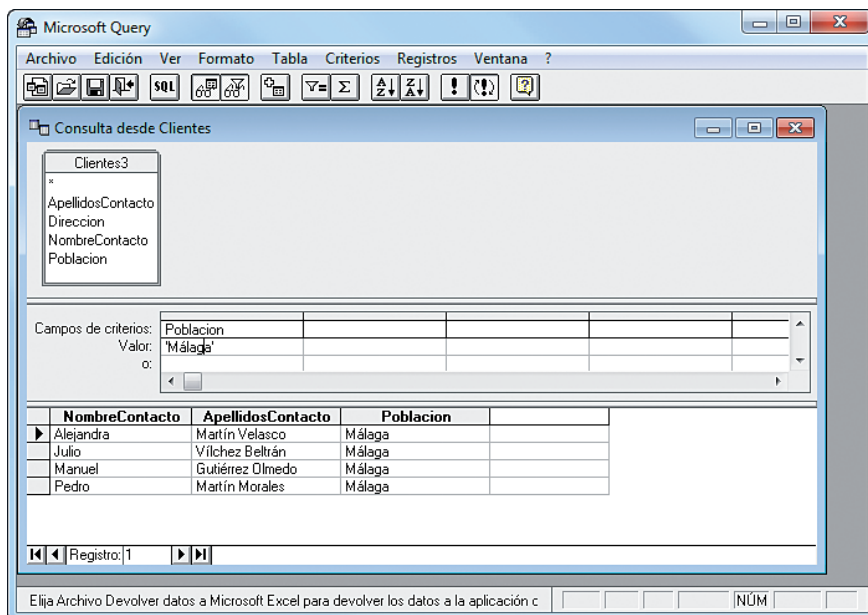 Microsoft Query
Archivo Edición Ver Formato Tabla Criterios Registros Ventana ?
SQL
A Z Z A
Consulta desde Clientes
Clientes3
*
ApellidosContacto
Direccion
NombreContacto
Poblacion
Campos de criterios: Poblacion
Valor: 'Málaga'
o:
NombreContacto ApellidosContacto Poblacion
Alejandra Martín Velasco Málaga
Julio Vílchez Beltrán Málaga
Manuel Gutiérrez Olmedo Málaga
Pedro Martín Morales Málaga
Registro: 1
Elija Archivo Devolver datos a Microsoft Excel para devolver los datos a la aplicación c
NÚM